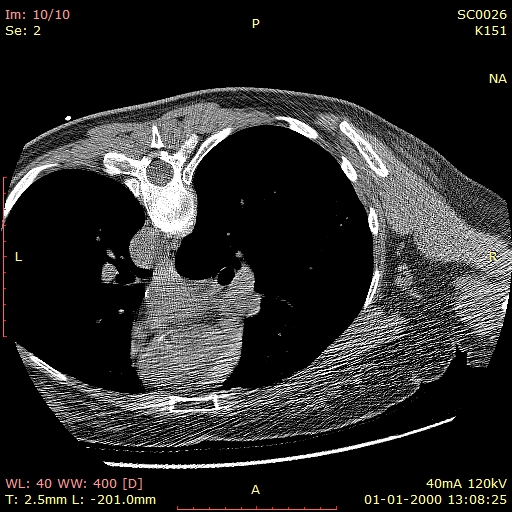 Im: 10/10
Se: 2
P
SC0026
K151
NA
L
R
WL: 40 WW: 400 [D]
T: 2.5mm L: -201.0mm
A
40mA 120kV
01-01-2000 13:08:25